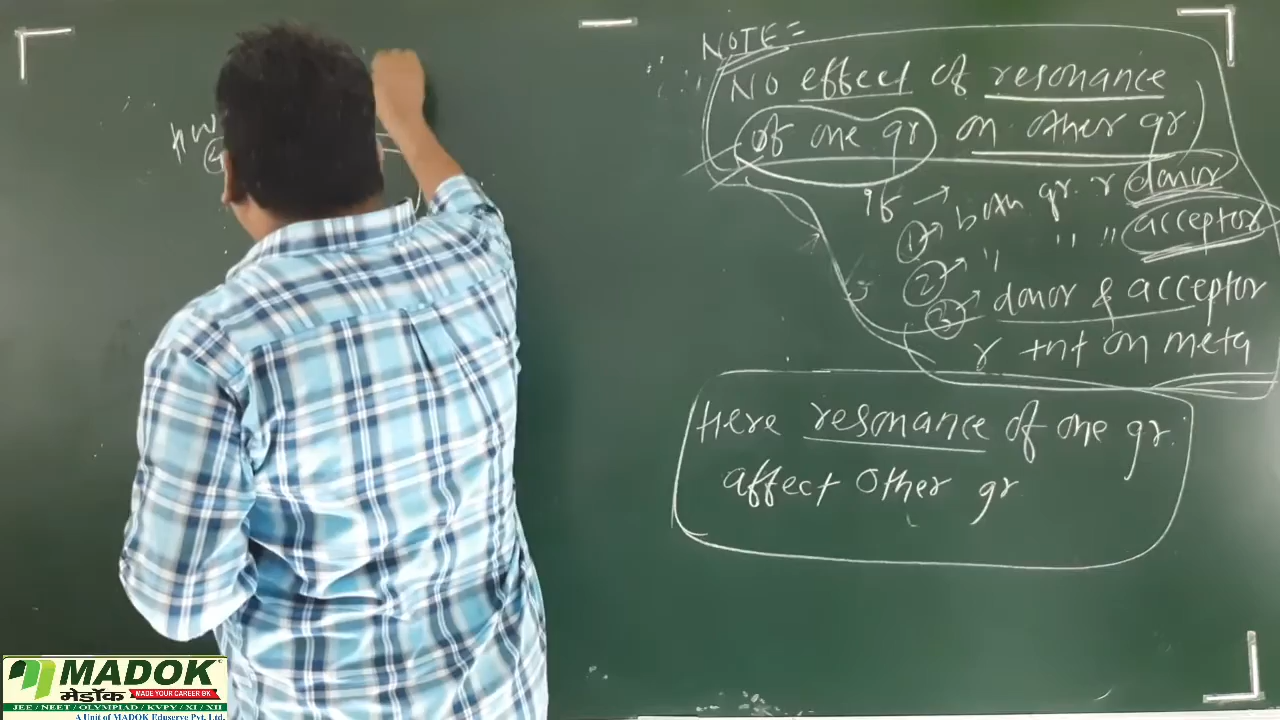 HW
NOTE =
NO effect of resonance
of one gr on other gr.
if → ① both gr. r donor
② " " " acceptor
③ donor & acceptor
r tnt on meta
Here resonance of one gr.
affect other gr
MADOK
मेडॉक MADE YOUR CAREER BK
JEE / NEET / OLYMPIAD / KVPY / XI / XII
A Unit of MADOK Eduserve Pvt. Ltd.